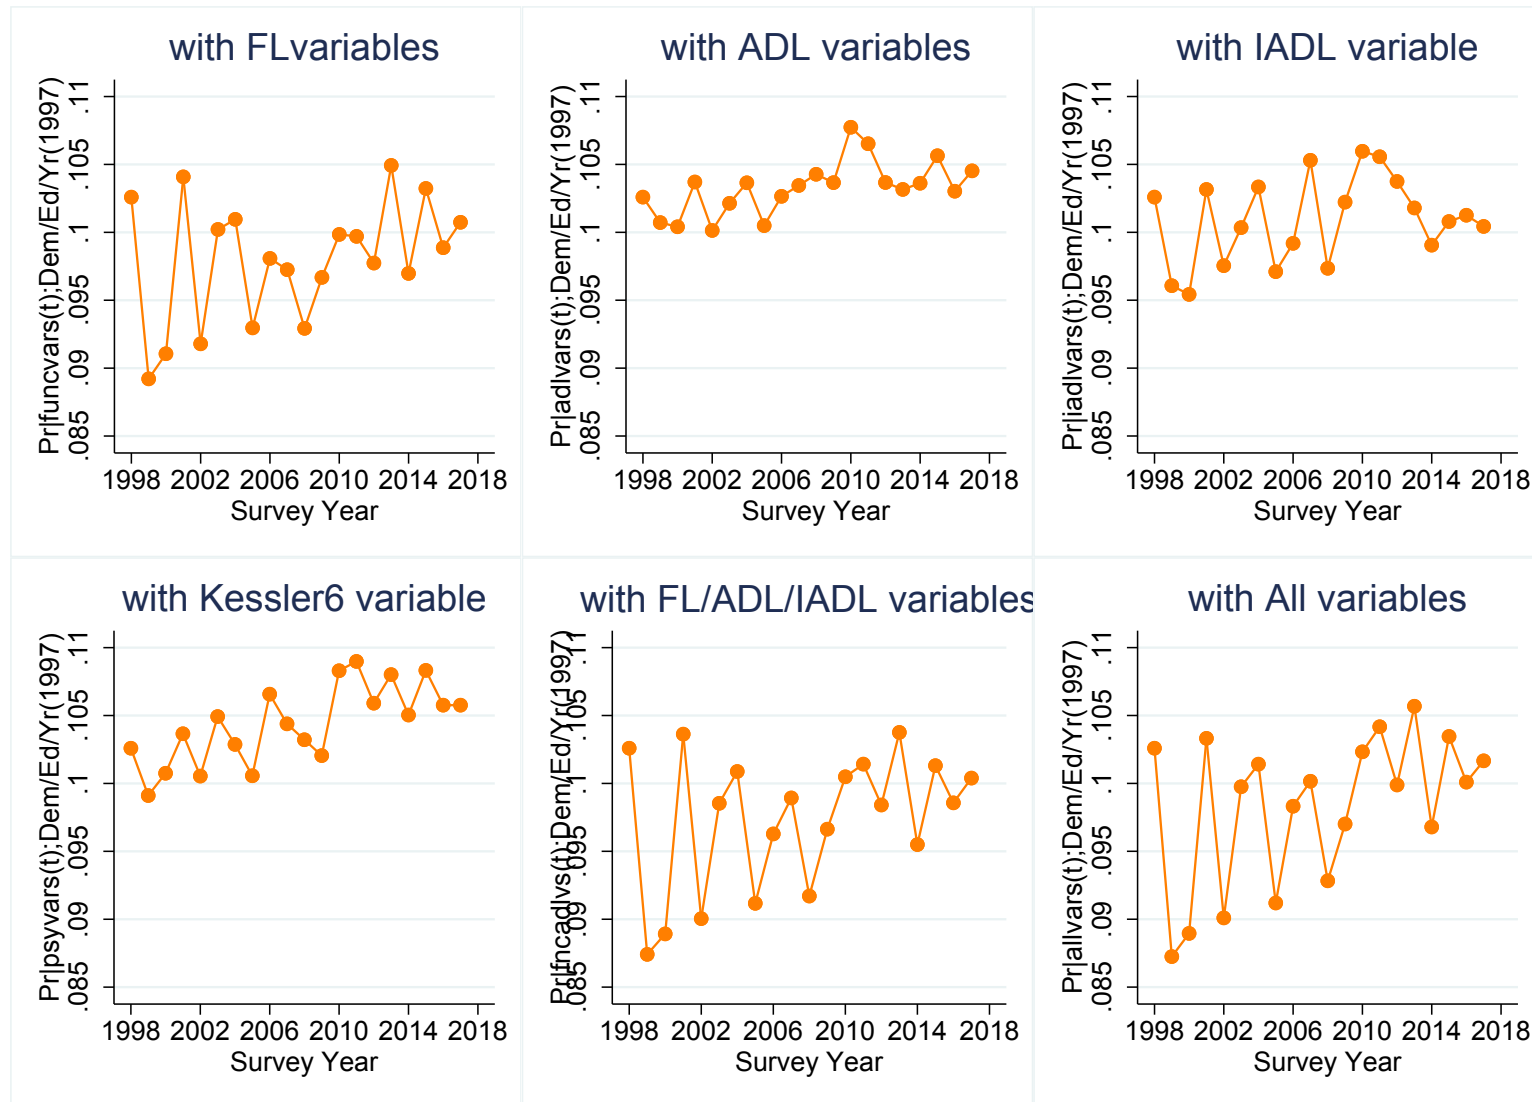 with FLvariables
Pr|funcvars(t);Dem/Ed/Yr(1997)
.11
.105
.1
.095
.09
.085
1998 2002 2006 2010 2014 2018
Survey Year
with ADL variables
Pr|adlvars(t);Dem/Ed/Yr(1997)
.11
.105
.1
.095
.09
.085
1998 2002 2006 2010 2014 2018
Survey Year
with IADL variable
Pr|iadlvars(t);Dem/Ed/Yr(1997)
.11
.105
.1
.095
.09
.085
1998 2002 2006 2010 2014 2018
Survey Year
with Kessler6 variable
Pr|psyvars(t);Dem/Ed/Yr(1997)
.11
.105
.1
.095
.09
.085
1998 2002 2006 2010 2014 2018
Survey Year
with FL/ADL/IADL variables
Pr|fncadlvs(t);Dem/Ed/Yr(1997)
.11
.105
.1
.095
.09
.085
1998 2002 2006 2010 2014 2018
Survey Year
with All variables
Pr|allvars(t);Dem/Ed/Yr(1997)
.11
.105
.1
.095
.09
.085
1998 2002 2006 2010 2014 2018
Survey Year